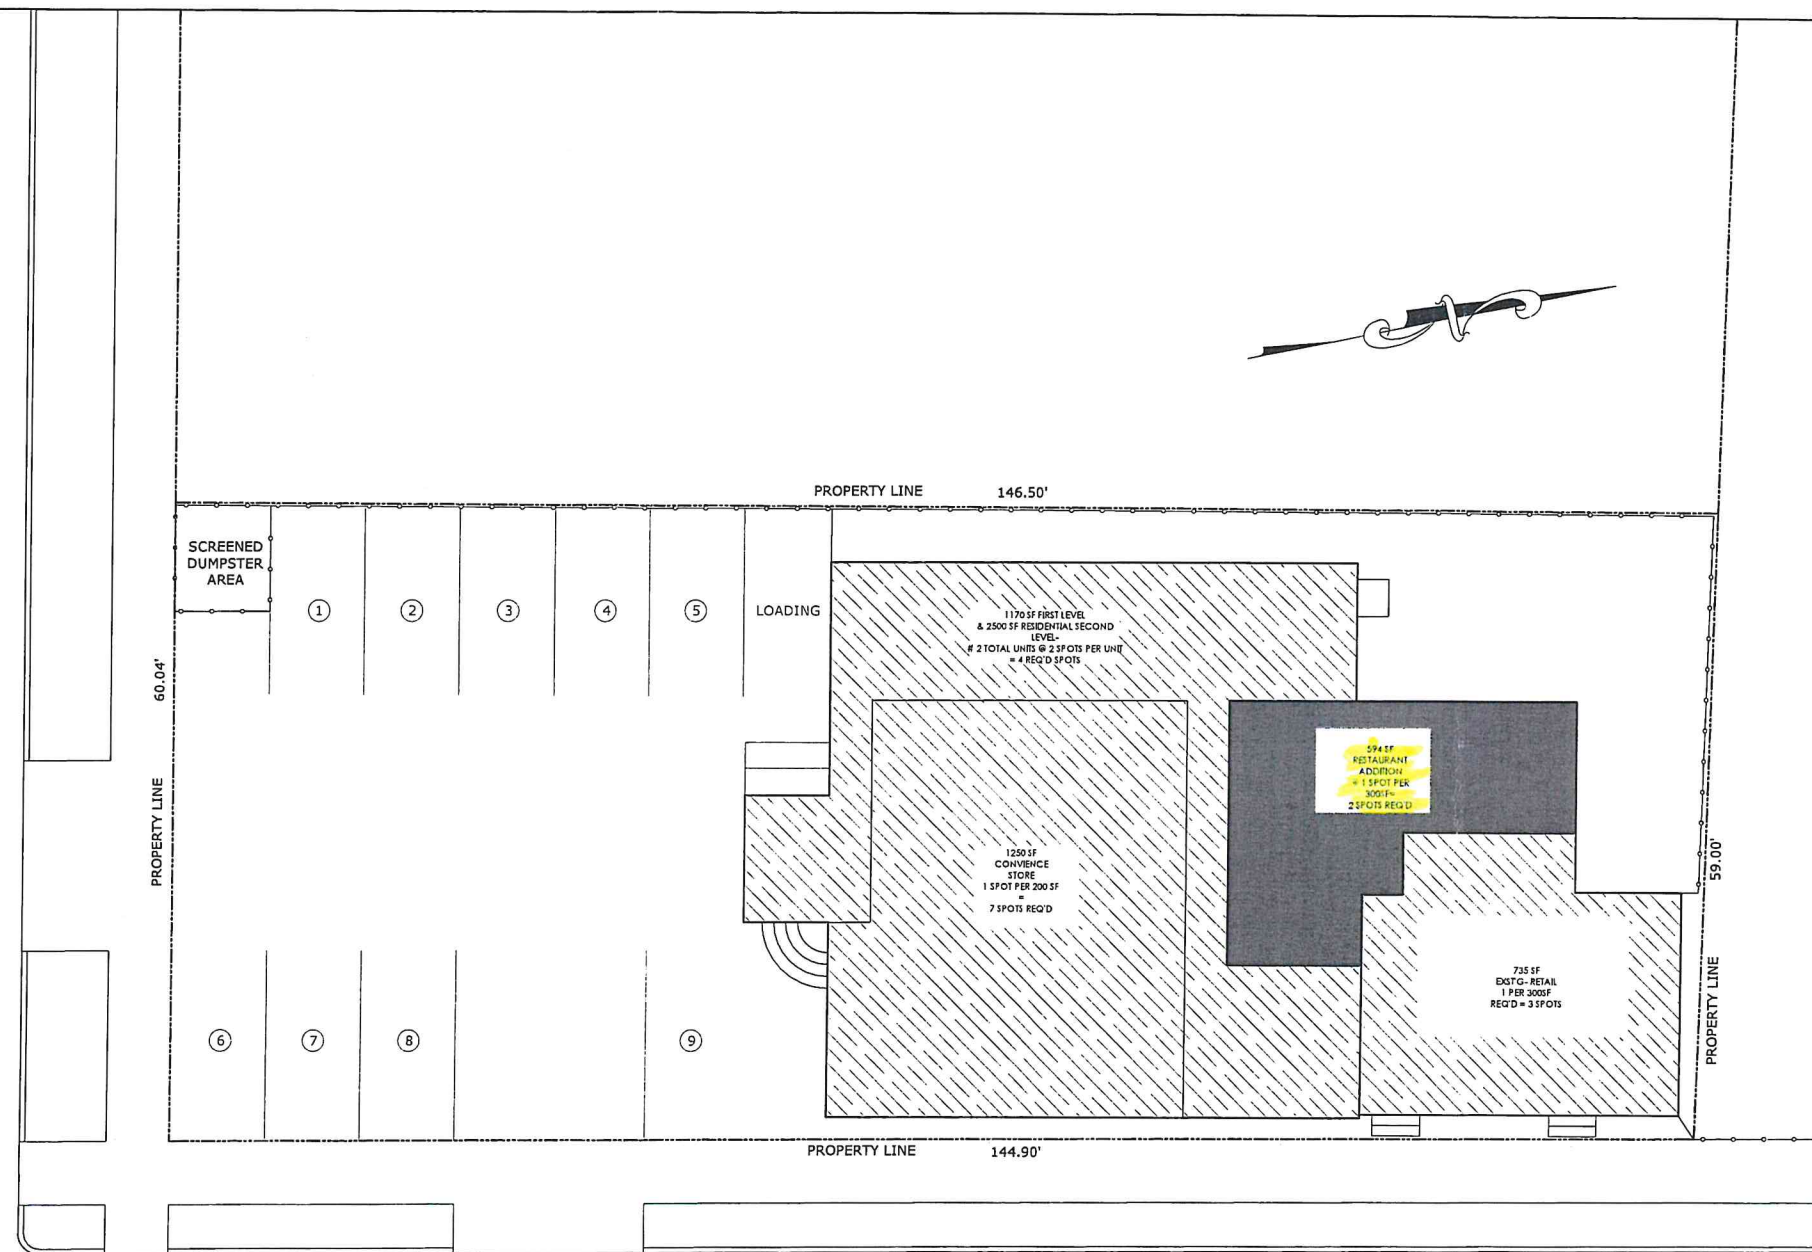 PROPERTY LINE 146.50'
SCREENED
DUMPSTER
AREA
1
2
3
4
5
LOADING
1170 SF FIRST LEVEL
& 2500 SF RESIDENTIAL SECOND
LEVEL-
# 2 TOTAL UNITS @ 2 SPOTS PER UNIT
= 4 REQ'D SPOTS
60.04'
PROPERTY LINE
594 SF
RESTAURANT
ADDITION
= 1 SPOT PER
300SF=
2 SPOTS REQ'D
1250 SF
CONVIENCE
STORE
1 SPOT PER 200 SF
=
7 SPOTS REQ'D
59.00'
PROPERTY LINE
735 SF
EXST'G- RETAIL
1 PER 300SF
REQ'D = 3 SPOTS
6
7
8
9
PROPERTY LINE 144.90'
N